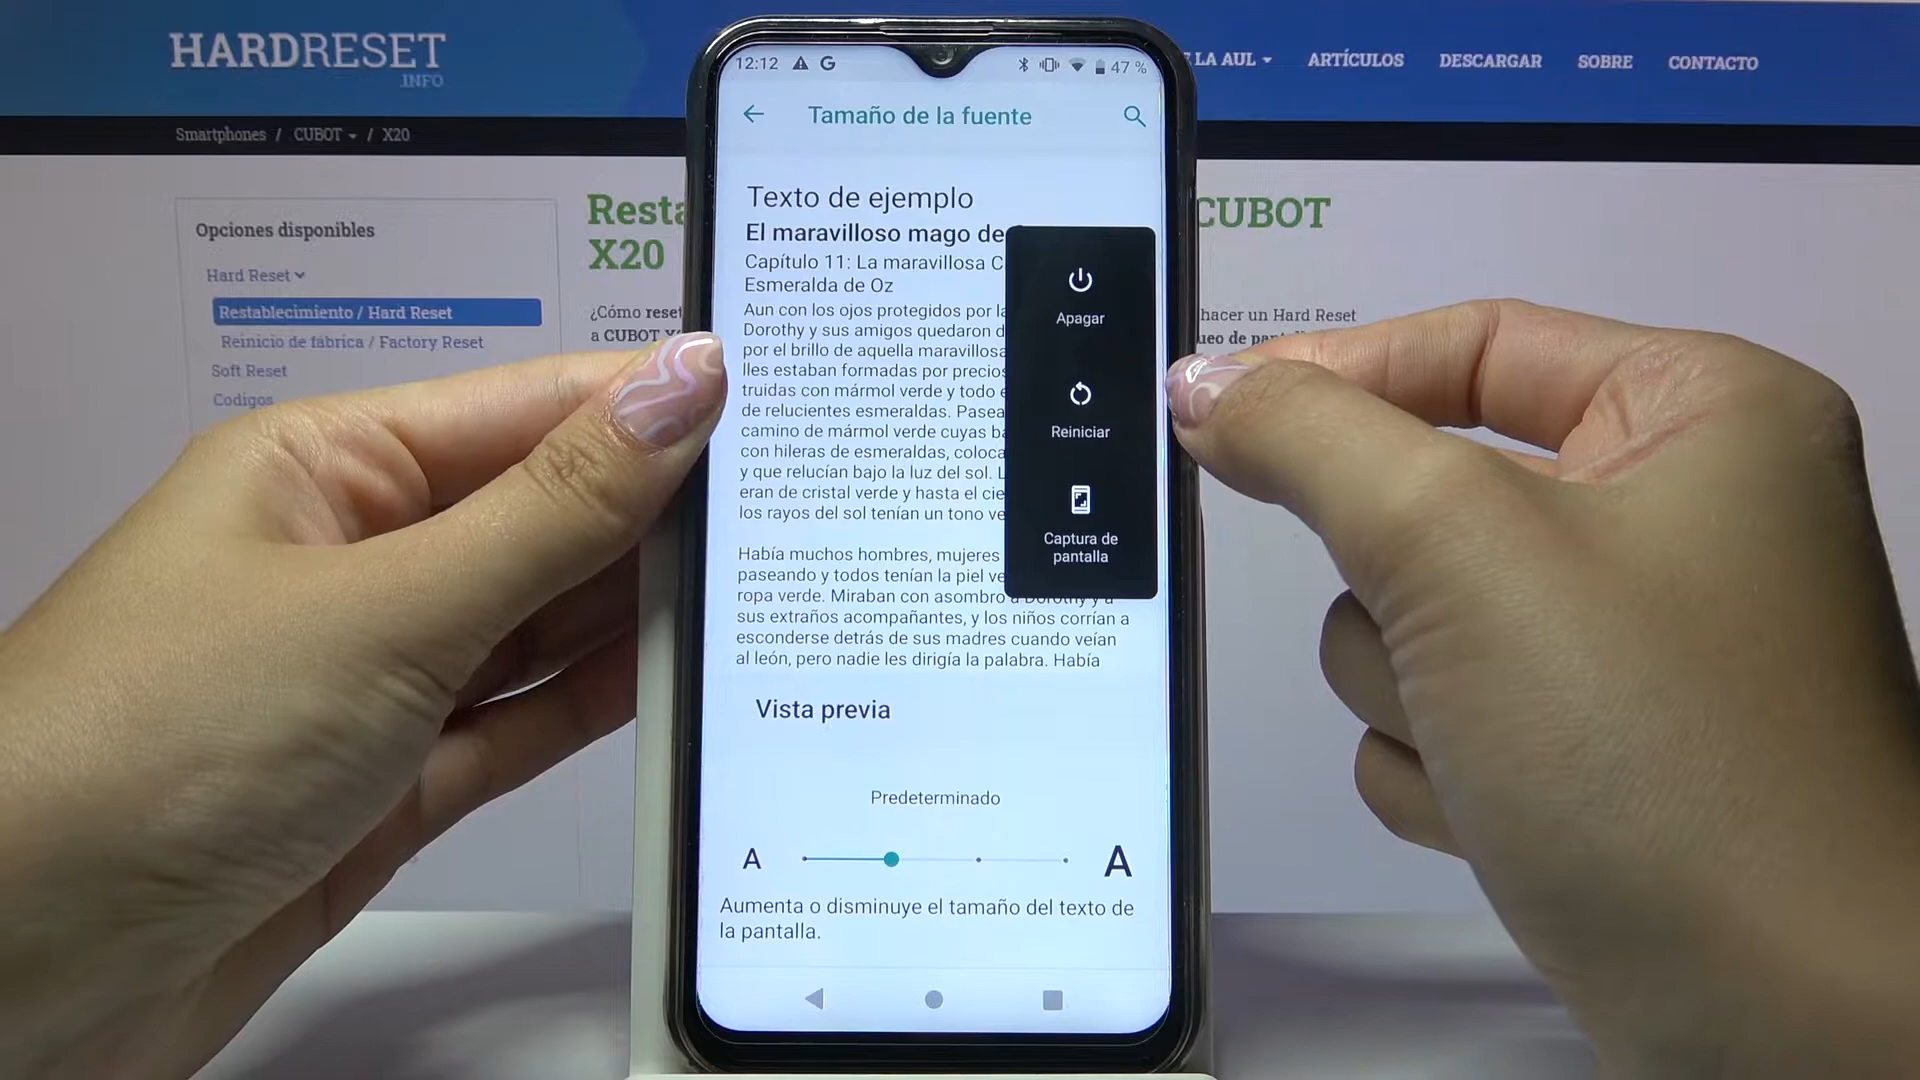 HARDRESET
.INFO
LA AUL
ARTÍCULOS
DESCARGAR
SOBRE
CONTACTO
Smartphones / CUBOT / X20
Opciones disponibles
Hard Reset
Restablecimiento / Hard Reset
Reinicio de fábrica / Factory Reset
Soft Reset
Codigos
CUBOT
X20
¿Cómo
a CUBOT
hacer un Hard Reset
12:12
G
47 %
Tamaño de la fuente
Texto de ejemplo
El maravilloso mago de
Capítulo 11: La maravillosa C
Esmeralda de Oz
Aun con los ojos protegidos por la
Dorothy y sus amigos quedaron d
por el brillo de aquella maravillosa
lles estaban formadas por precios
truidas con mármol verde y todo e
de relucientes esmeraldas. Pasea
camino de mármol verde cuyas ba
con hileras de esmeraldas, coloca
y que relucían bajo la luz del sol. L
eran de cristal verde y hasta el cie
los rayos del sol tenían un tono ve
Había muchos hombres, mujeres
paseando y todos tenían la piel ve
ropa verde. Miraban con asombro a Dorothy y a
sus extraños acompañantes, y los niños corrían a
esconderse detrás de sus madres cuando veían
al león, pero nadie les dirigía la palabra. Había
Apagar
Reiniciar
Captura de
pantalla
Vista previa
Predeterminado
A
A
Aumenta o disminuye el tamaño del texto de
la pantalla.